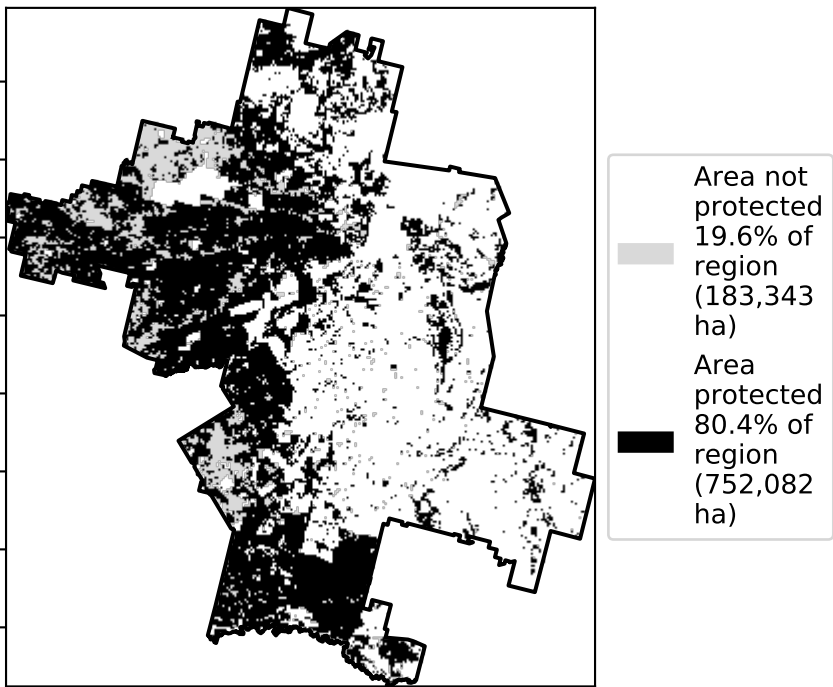 Area not
protected
19.6% of
region
(183,343
ha)
Area
protected
80.4% of
region
(752,082
ha)